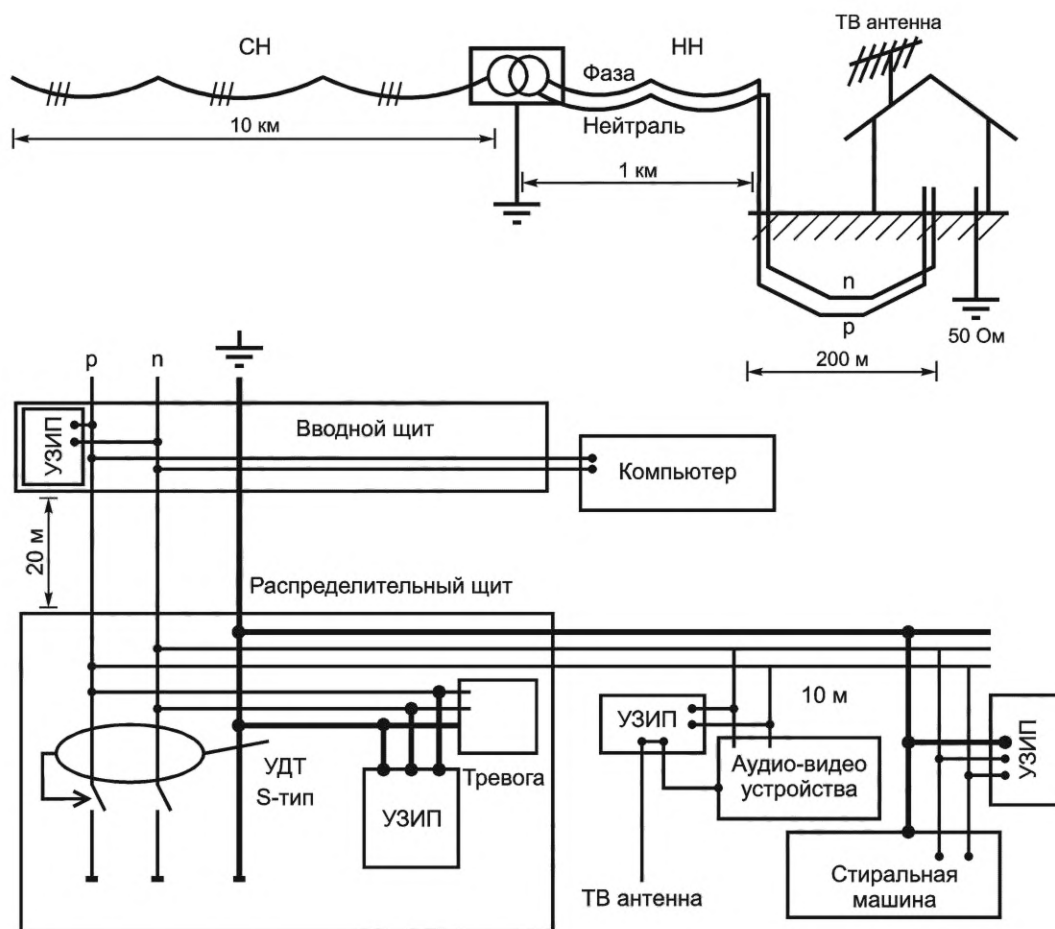 ТВ антенна
СН
НН
Фаза
10 км
Нейтраль
1 км
n
p
50 Ом
200 м
p
n
УЗИП
Вводной щит
Компьютер
20 м
Распределительный щит
10 м
УЗИП
УЗИП
Аудио-видео
устройства
Тревога
УДТ
S-тип
УЗИП
Стиральная
машина
ТВ антенна